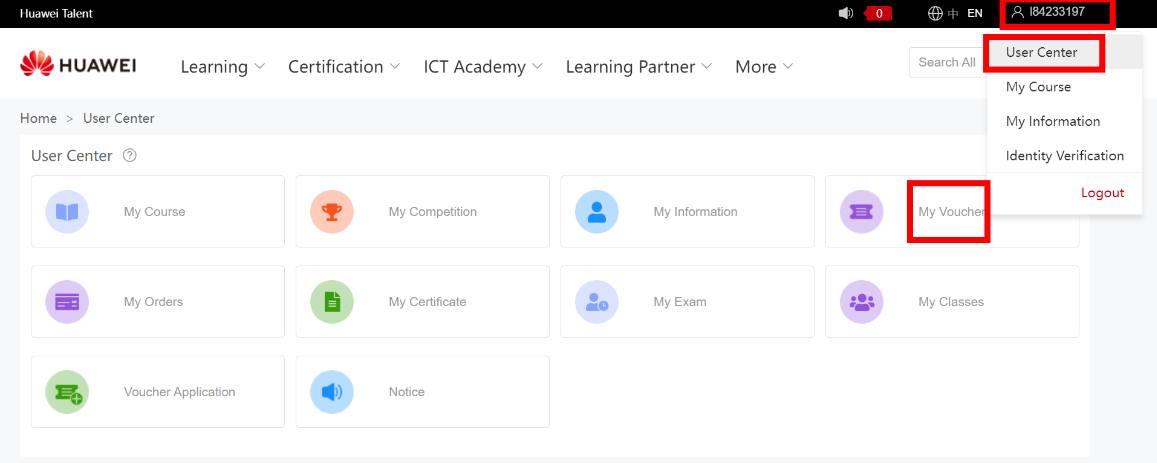 Huawei Talent
0
中
EN
I84233197
HUAWEI
Learning
Certification
ICT Academy
Learning Partner
More
Search All
User Center
My Course
My Information
Identity Verification
Logout
Home > User Center
User Center ?
My Course
My Competition
My Information
My Voucher
My Orders
My Certificate
My Exam
My Classes
Voucher Application
Notice